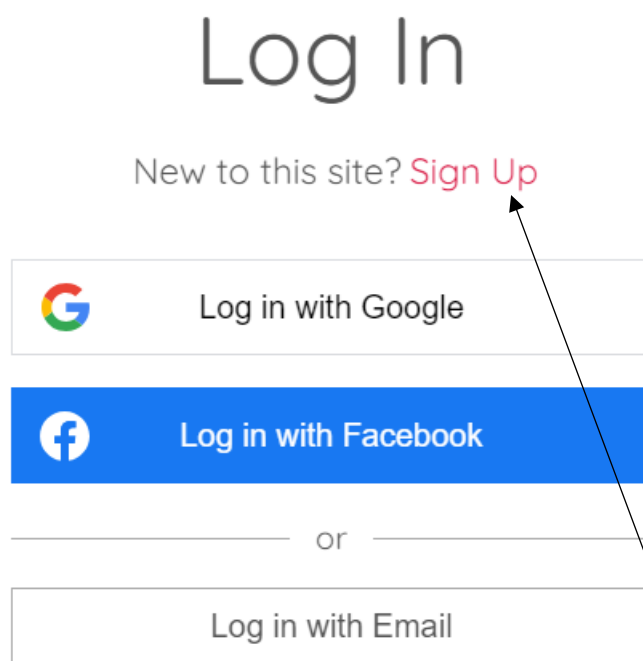 Log In
New to this site? Sign Up
Log in with Google
Log in with Facebook
or
Log in with Email